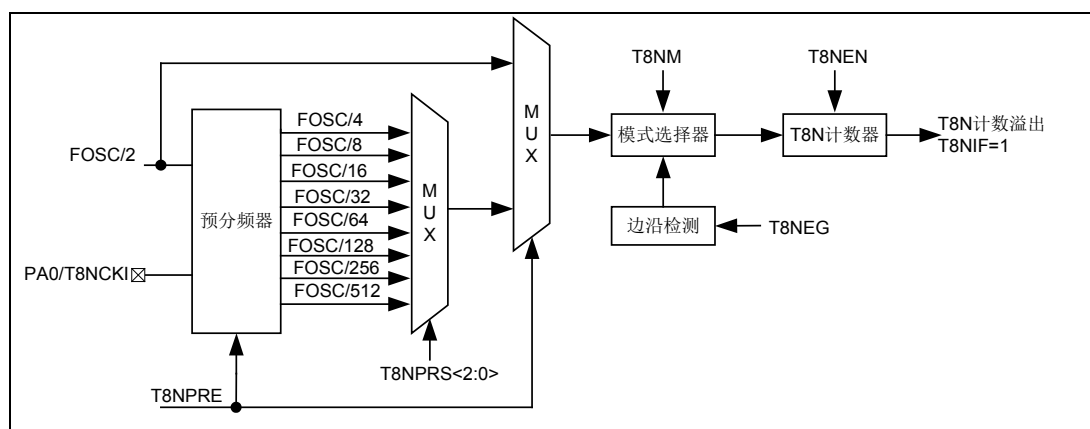 T8NM
T8NEN
MUX
FOSC/2
预分频器
FOSC/4
FOSC/8
FOSC/16
FOSC/32
FOSC/64
FOSC/128
FOSC/256
FOSC/512
MUX
模式选择器
T8N计数器
T8N计数溢出
T8NIF=1
边沿检测
T8NEG
PA0/T8NCKI
T8NPRS<2:0>
T8NPRE